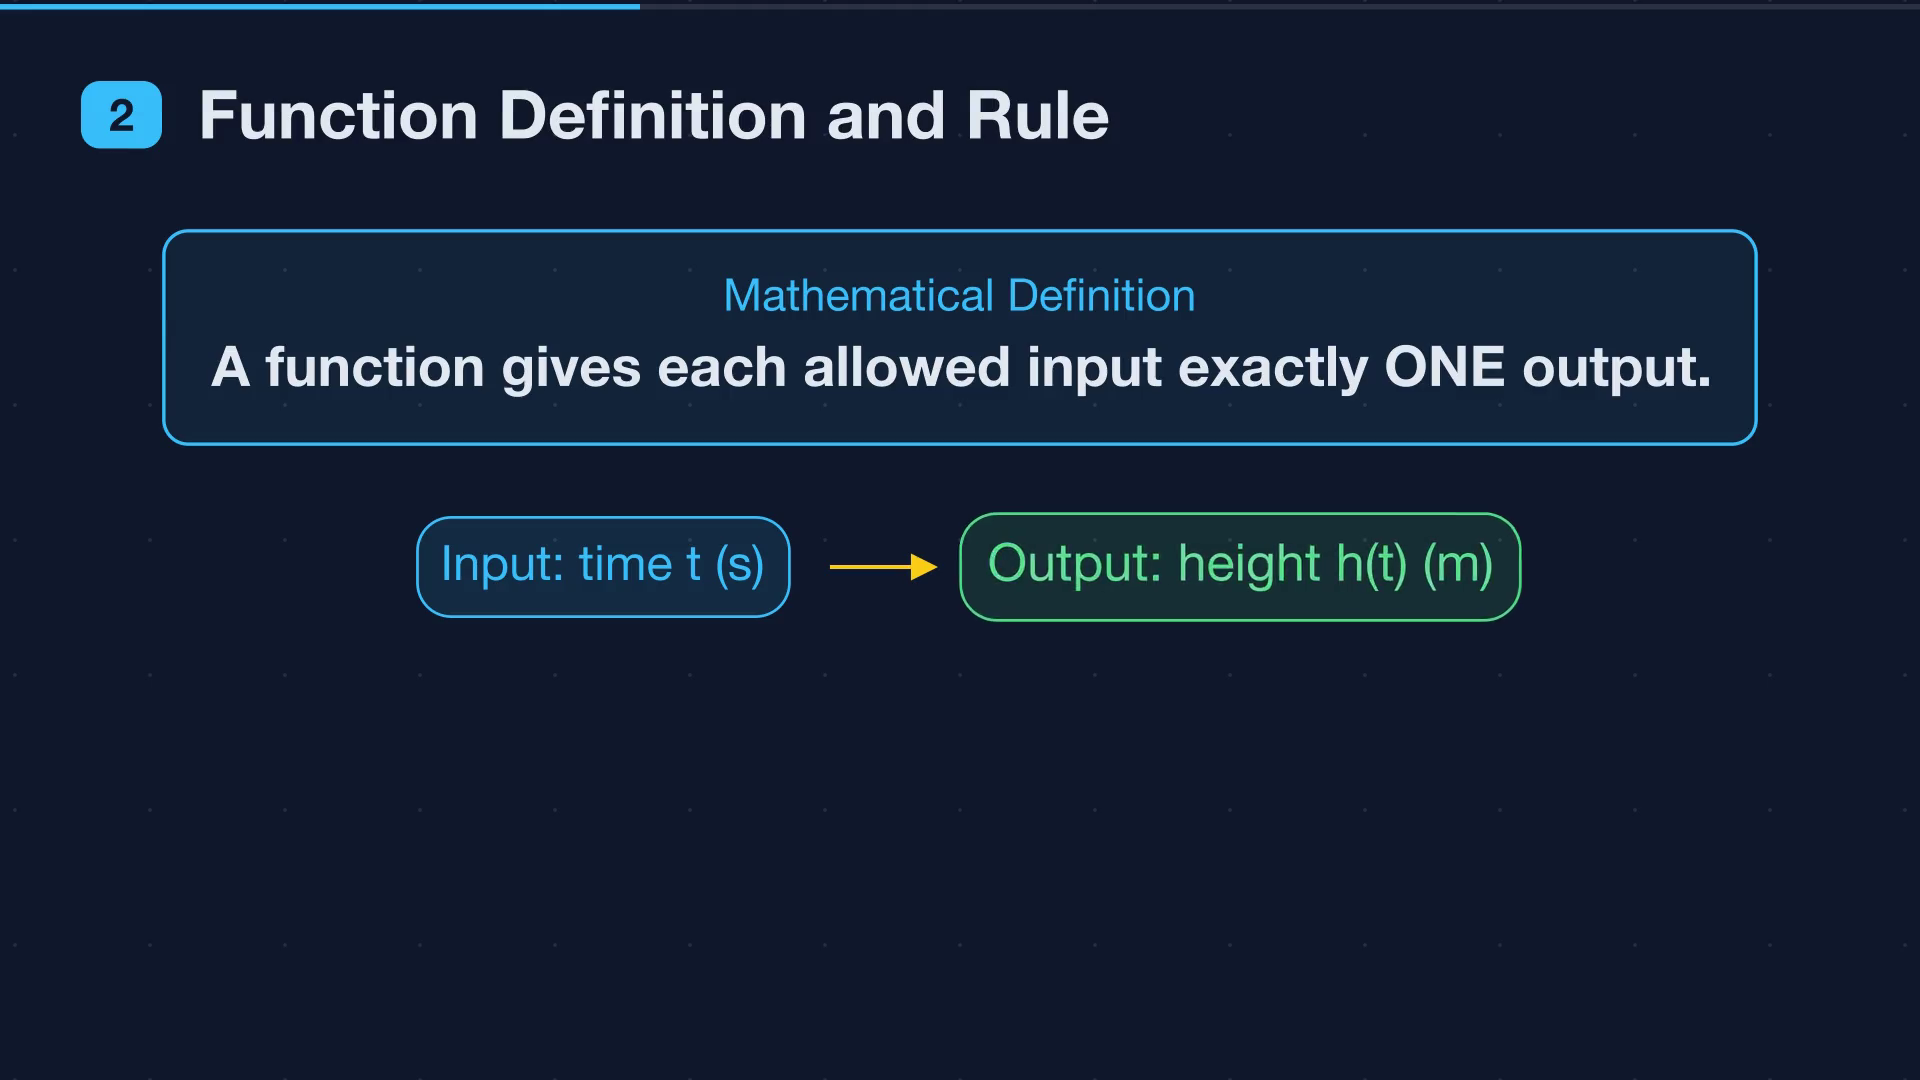 2 Function Definition and Rule
Mathematical Definition
A function gives each allowed input exactly ONE output.
Input: time t (s)
Output: height h(t) (m)